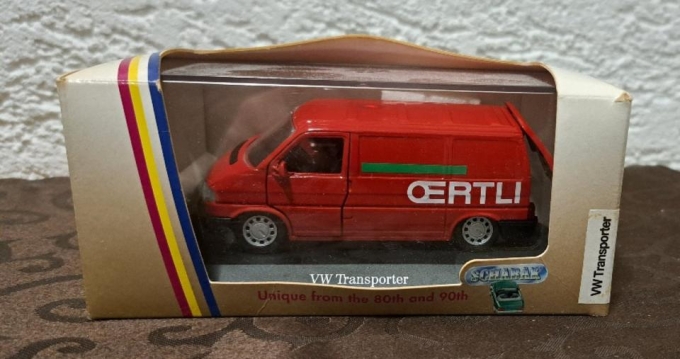 ŒRTLI
VW Transporter
SCHABAK
Unique from the 80th and 90th
VW Transporter